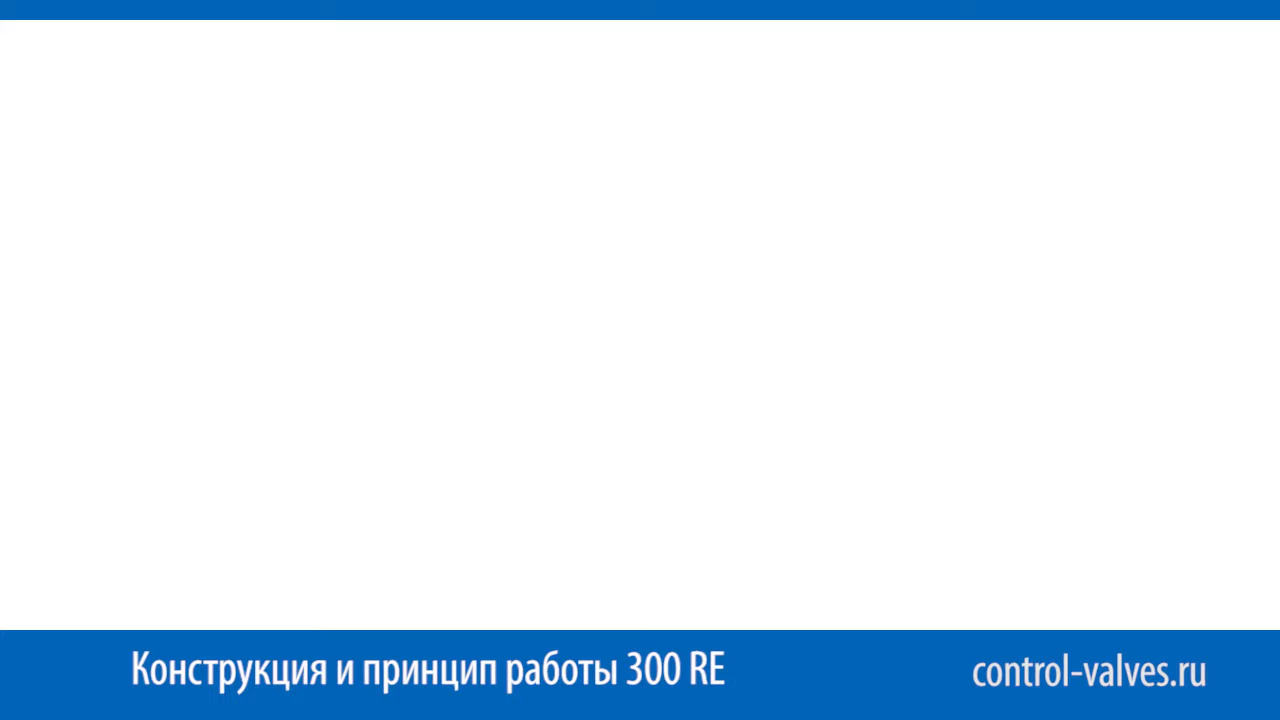 Конструкция и принцип работы 300 RE
control-valves.ru